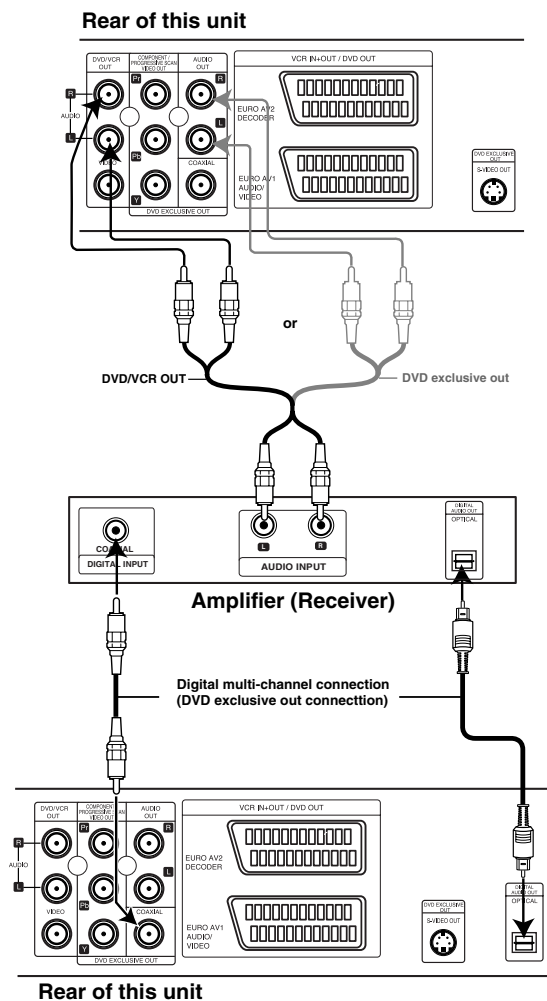 Rear of this unit
DVD/VCR
OUT
COMPONENT /
PROGRESSIVE SCAN
VIDEO OUT
AUDIO
OUT
VCR IN+OUT / DVD OUT
R
Pr
R
AUDIO
EURO AV2
DECODER
L
L
VIDEO
Pb
COAXIAL
EURO AV1
AUDIO/
VIDEO
Y
DVD EXCLUSIVE OUT
DVD EXCLUSIVE
OUT
S-VIDEO OUT
or
DVD/VCR OUT
DVD exclusive out
COAXIAL
DIGITAL INPUT
L
R
AUDIO INPUT
DIGITAL
AUDIO OUT
OPTICAL
Amplifier (Receiver)
Digital multi-channel connection
(DVD exclusive out connecttion)
DVD/VCR
OUT
COMPONENT /
PROGRESSIVE SCAN
VIDEO OUT
AUDIO
OUT
VCR IN+OUT / DVD OUT
R
Pr
R
AUDIO
EURO AV2
DECODER
L
L
VIDEO
Pb
COAXIAL
EURO AV1
AUDIO/
VIDEO
Y
DVD EXCLUSIVE OUT
DVD EXCLUSIVE
OUT
S-VIDEO OUT
DIGITAL
AUDIO OUT
OPTICAL
Rear of this unit